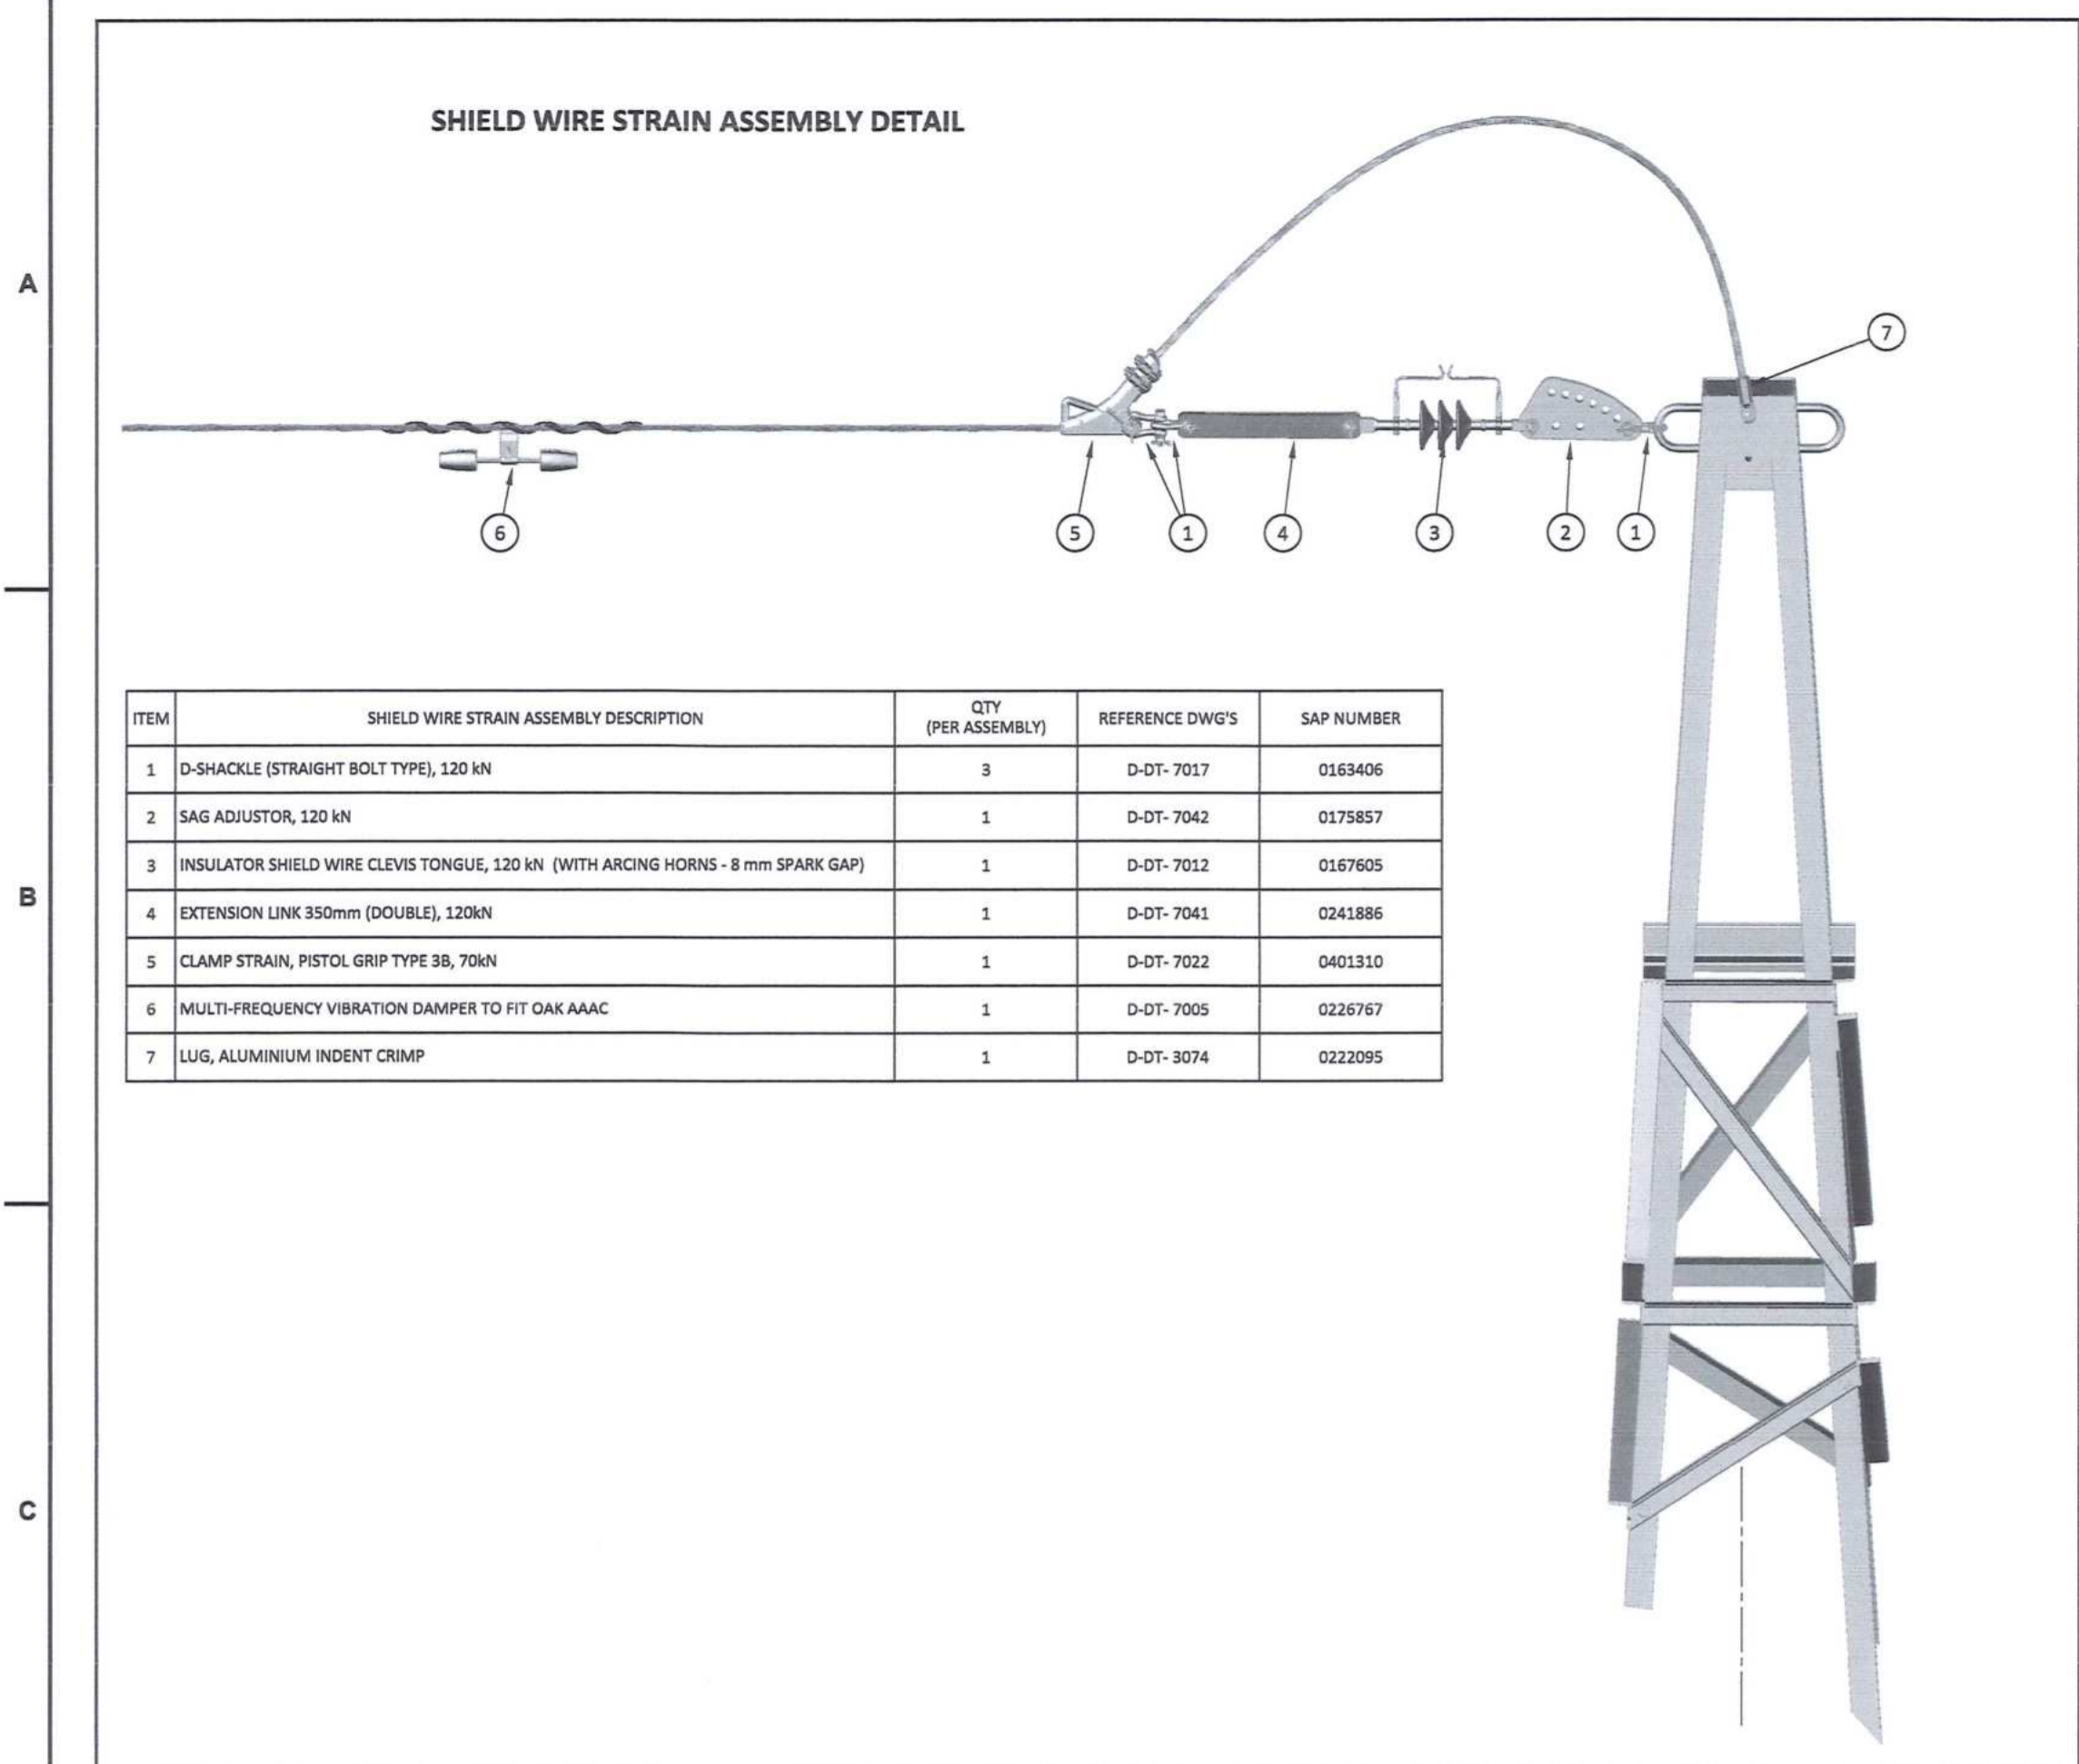 SHIELD WIRE STRAIN ASSEMBLY DETAIL
A
7
6
5
1
4
3
2
1
ITEM SHIELD WIRE STRAIN ASSEMBLY DESCRIPTION QTY (PER ASSEMBLY) REFERENCE DWG'S SAP NUMBER
1 D-SHACKLE (STRAIGHT BOLT TYPE), 120 kN 3 D-DT- 7017 0163406
2 SAG ADJUSTOR, 120 kN 1 D-DT- 7042 0175857
B
3 INSULATOR SHIELD WIRE CLEVIS TONGUE, 120 kN (WITH ARCING HORNS - 8 mm SPARK GAP) 1 D-DT- 7012 0167605
4 EXTENSION LINK 350mm (DOUBLE), 120kN 1 D-DT- 7041 0241886
5 CLAMP STRAIN, PISTOL GRIP TYPE 3B, 70kN 1 D-DT- 7022 0401310
6 MULTI-FREQUENCY VIBRATION DAMPER TO FIT OAK AAAC 1 D-DT- 7005 0226767
7 LUG, ALUMINIUM INDENT CRIMP 1 D-DT- 3074 0222095
C